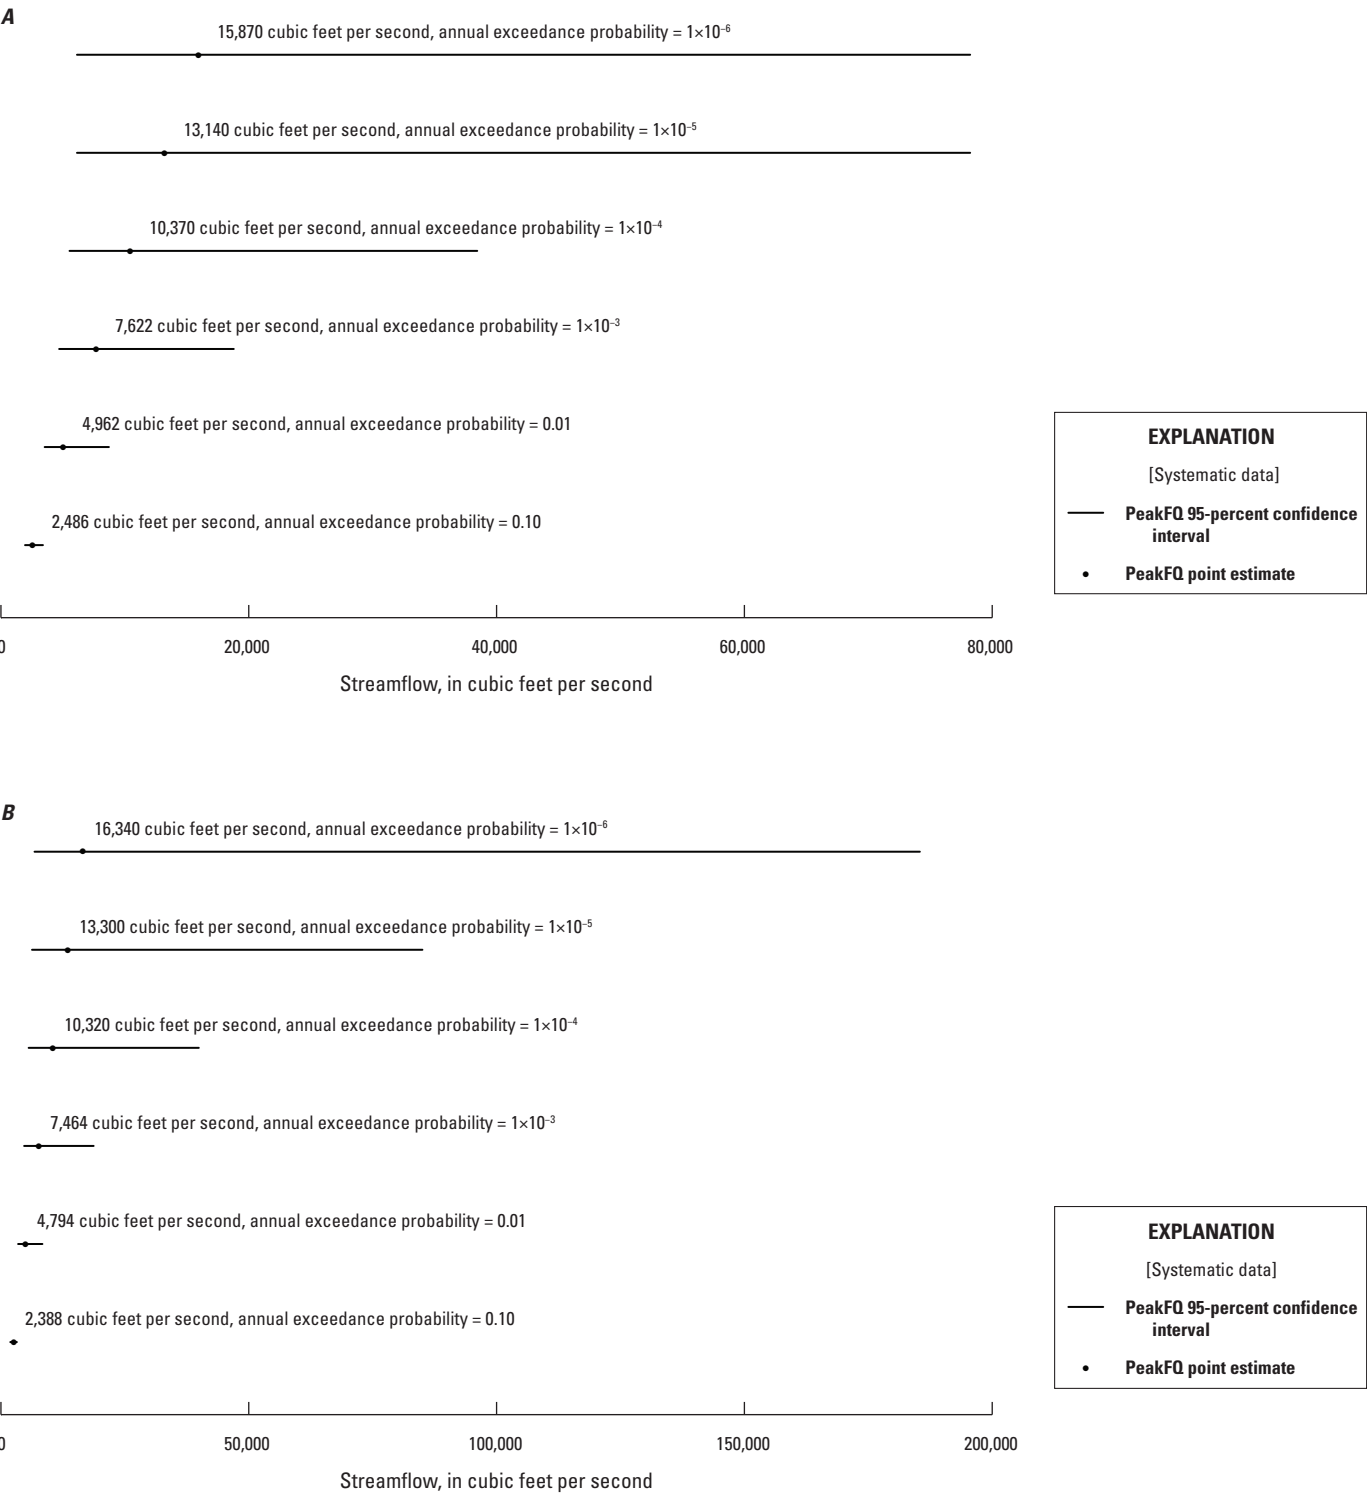 A
15,870 cubic feet per second, annual exceedance probability = 1×10⁻⁶
13,140 cubic feet per second, annual exceedance probability = 1×10⁻⁵
10,370 cubic feet per second, annual exceedance probability = 1×10⁻⁴
7,622 cubic feet per second, annual exceedance probability = 1×10⁻³
4,962 cubic feet per second, annual exceedance probability = 0.01
2,486 cubic feet per second, annual exceedance probability = 0.10
EXPLANATION
[Systematic data]
PeakFQ 95-percent confidence
interval
PeakFQ point estimate
0 20,000 40,000 60,000 80,000
Streamflow, in cubic feet per second
B
16,340 cubic feet per second, annual exceedance probability = 1×10⁻⁶
13,300 cubic feet per second, annual exceedance probability = 1×10⁻⁵
10,320 cubic feet per second, annual exceedance probability = 1×10⁻⁴
7,464 cubic feet per second, annual exceedance probability = 1×10⁻³
4,794 cubic feet per second, annual exceedance probability = 0.01
2,388 cubic feet per second, annual exceedance probability = 0.10
EXPLANATION
[Systematic data]
PeakFQ 95-percent confidence
interval
PeakFQ point estimate
0 50,000 100,000 150,000 200,000
Streamflow, in cubic feet per second